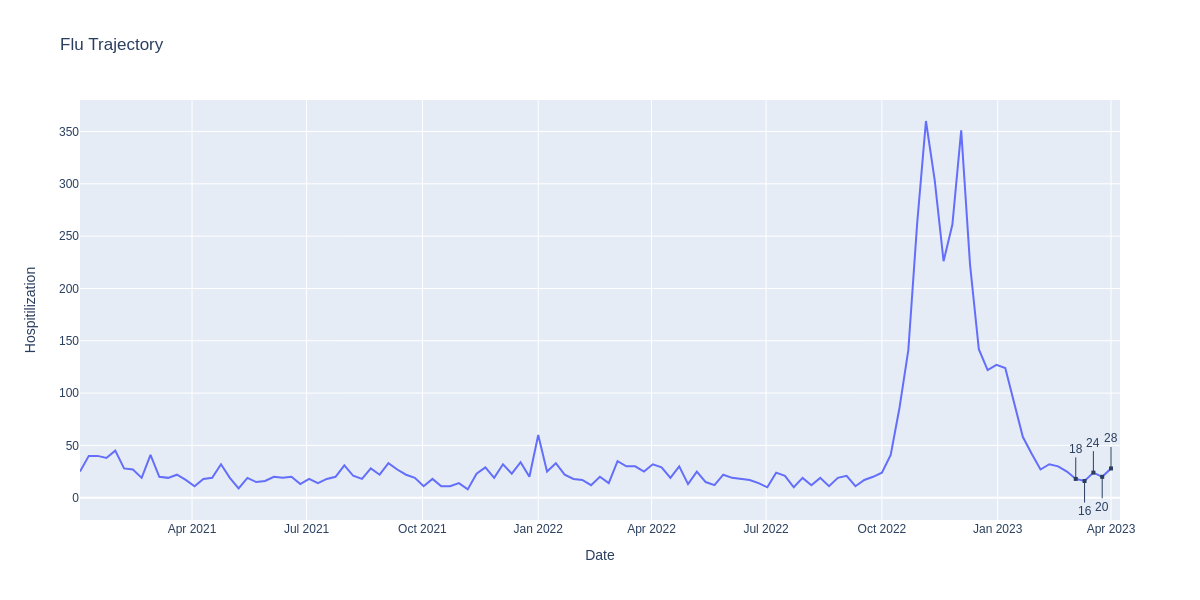 Flu Trajectory
350
300
250
200
150
100
50
0
Hospitilization
18
24
28
16
20
Apr 2021
Jul 2021
Oct 2021
Jan 2022
Apr 2022
Jul 2022
Oct 2022
Jan 2023
Apr 2023
Date